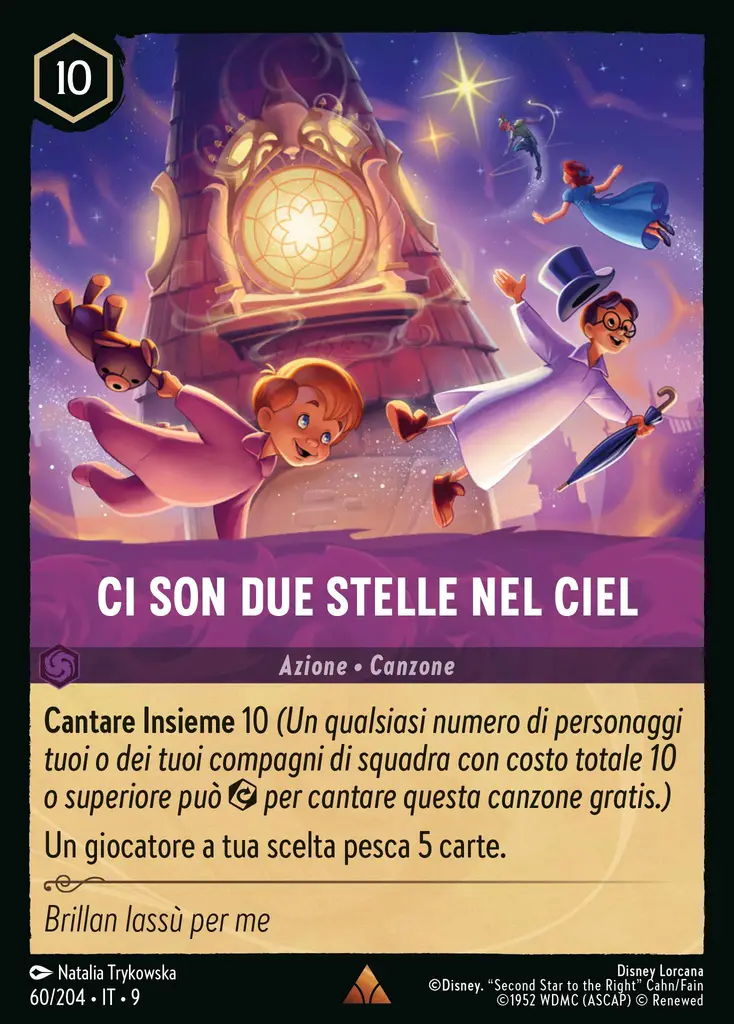 10
CI SON DUE STELLE NEL CIEL
Azione • Canzone
Cantare Insieme 10 (Un qualsiasi numero di personaggi
tuoi o dei tuoi compagni di squadra con costo totale 10
o superiore può per cantare questa canzone gratis.)
Un giocatore a tua scelta pesca 5 carte.
Brillan lassù per me
Natalia Trykowska
60/204 • IT • 9
Disney Lorcana
©Disney. “Second Star to the Right” Cahn/Fain
©1952 WDMC (ASCAP) © Renewed